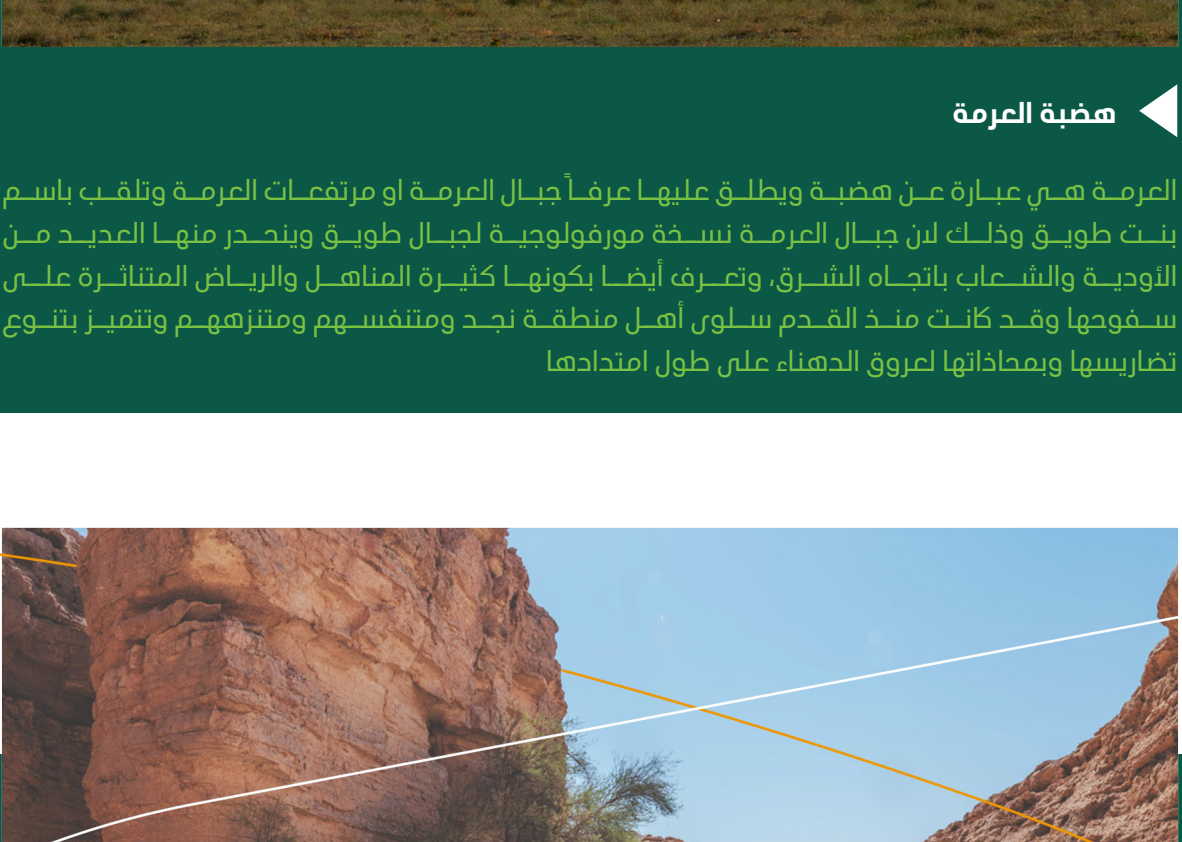 هضبة العرمة
العرمة هي عبارة عن هضبة ويطلق عليها عرفاً جبال العرمة او مرتفعات العرمة وتلقب باسم
بنت طويق وذلك لان جبال العرمة نسخة مورفولوجية لجبال طويق وينحدر منها العديد من
الأودية والشعاب باتجاه الشرق، وتعرف أيضا بكونها كثيرة المناهل والرياض المتناثرة على
سفوحها وقد كانت منذ القدم سلوى أهل منطقة نجد ومتنفسهم ومتنزههم وتتميز بتنوع
تضاريسها وبمحاذاتها لعروق الدهناء على طول امتدادها